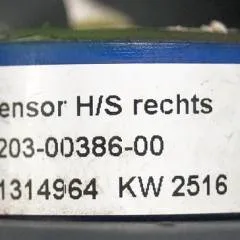 ensor H/S rechts
203-00386-00
1314964 KW 2516